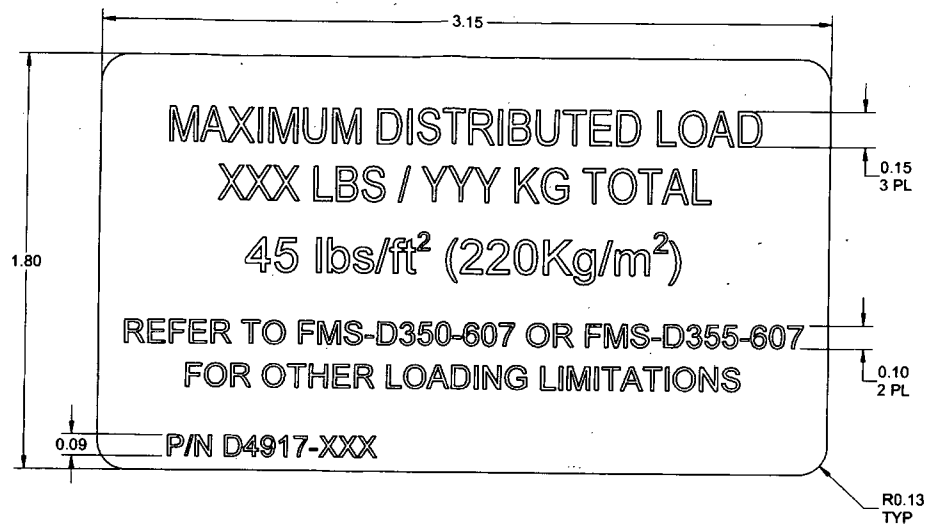 3.15
MAXIMUM DISTRIBUTED LOAD
XXX LBS / YYY KG TOTAL
0.15
3 PL
45 lbs/ft² (220Kg/m²)
1.80
REFER TO FMS-D350-607 OR FMS-D355-607
FOR OTHER LOADING LIMITATIONS
0.10
2 PL
0.09
P/N D4917-XXX
R0.13
TYP